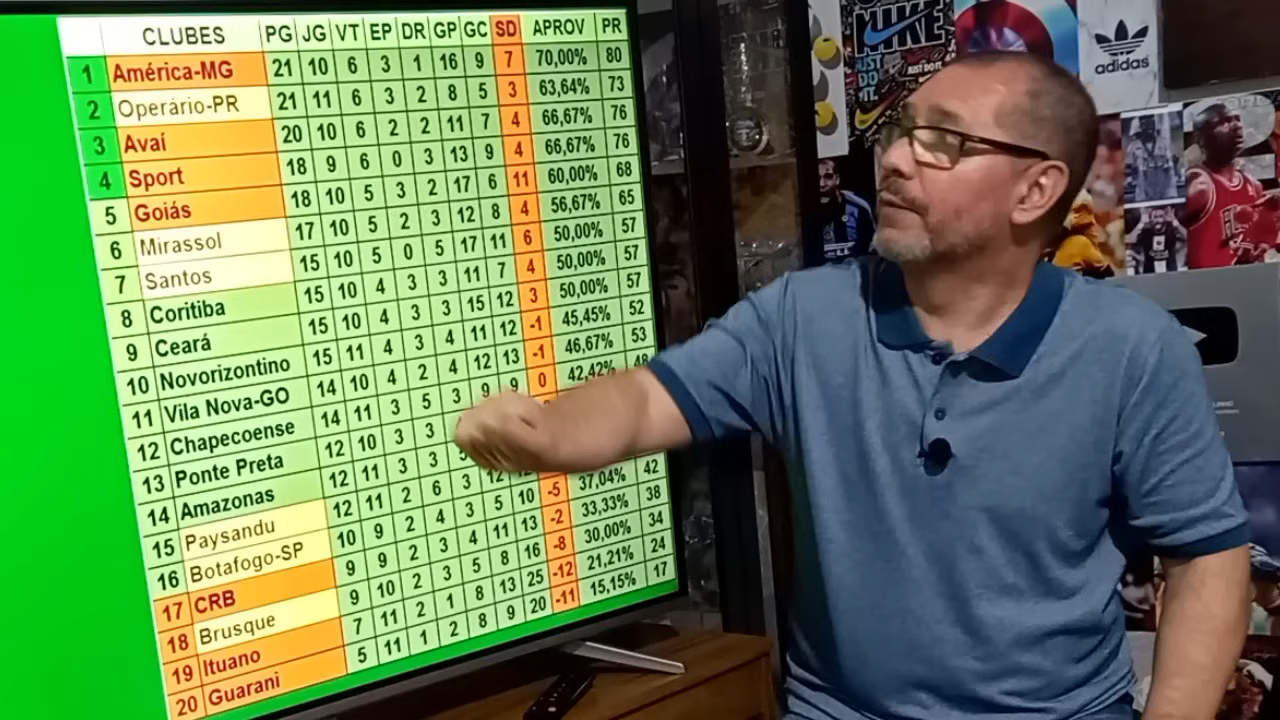 CLUBES PG JG VT EP DR GP GC SD APROV PR
1 América-MG 21 10 6 3 1 16 9 7 70,00% 80
2 Operário-PR 21 11 6 3 2 8 5 3 63,64% 73
3 Avaí 20 10 6 2 2 11 7 4 66,67% 76
4 Sport 18 9 6 0 3 13 9 4 66,67% 76
5 Goiás 18 10 5 3 2 17 6 11 60,00% 68
6 Mirassol 17 10 5 2 3 12 8 4 56,67% 65
7 Santos 15 10 5 0 5 17 11 6 50,00% 57
8 Coritiba 15 10 4 3 3 11 7 4 50,00% 57
9 Ceará 15 10 4 3 3 15 12 3 50,00% 57
10 Novorizontino 15 11 4 3 4 11 12 -1 45,45% 52
11 Vila Nova-GO 14 10 4 2 4 12 13 -1 46,67% 53
12 Chapecoense 14 11 3 5 3 9 9 0 42,42% 48
13 Ponte Preta 12 10 3 3
14 Amazonas 12 11 3 3
15 Paysandu 12 11 2 6 3 12
16 Botafogo-SP 10 9 2 4 3 5 10 -5 37,04% 42
17 CRB 9 9 2 3 4 11 13 -2 33,33% 38
18 Brusque 9 10 2 3 5 8 16 -8 30,00% 34
19 Ituano 7 11 2 1 8 13 25 -12 21,21% 24
20 Guarani 5 11 1 2 8 9 20 -11 15,15% 17
NIKE
JUST DO IT.
adidas